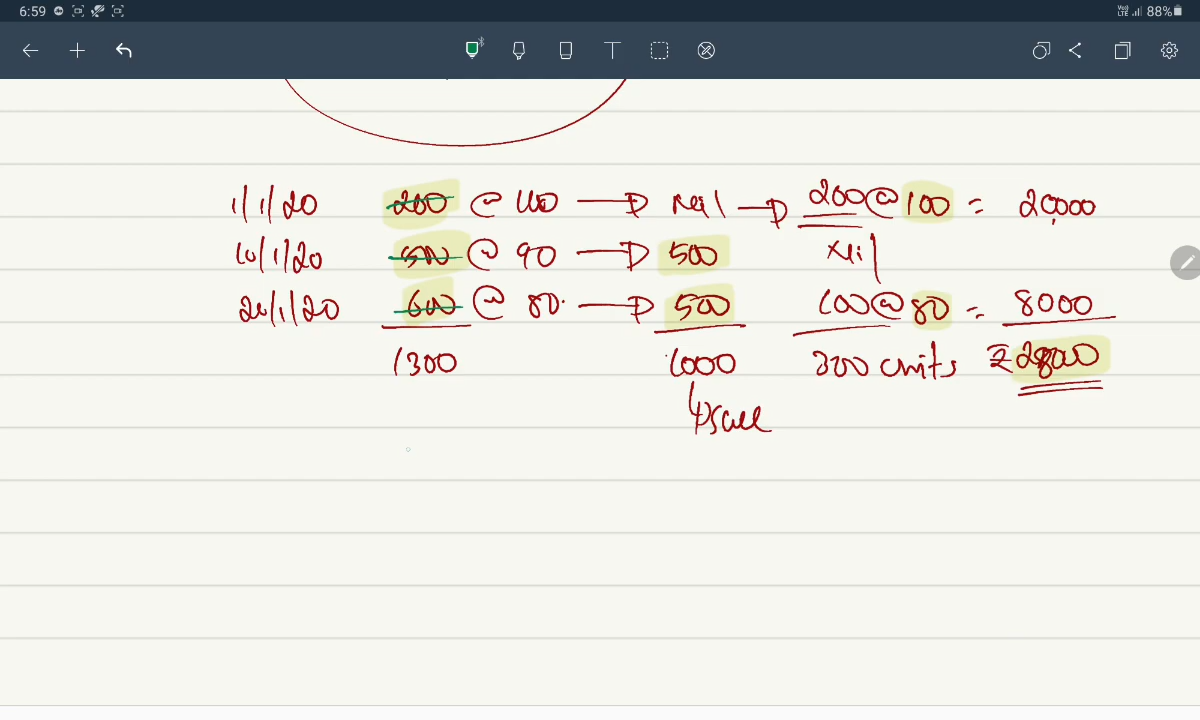 6:59 88%
1/1/20 200 @ 100 → Nil → 200 @ 100 = 20,000
10/1/20 500 @ 90 → 500 Nil
20/1/20 600 @ 80. → 500 100 @ 80 = 8000
1300 1000 300 units ₹ 28000
↳ Sale